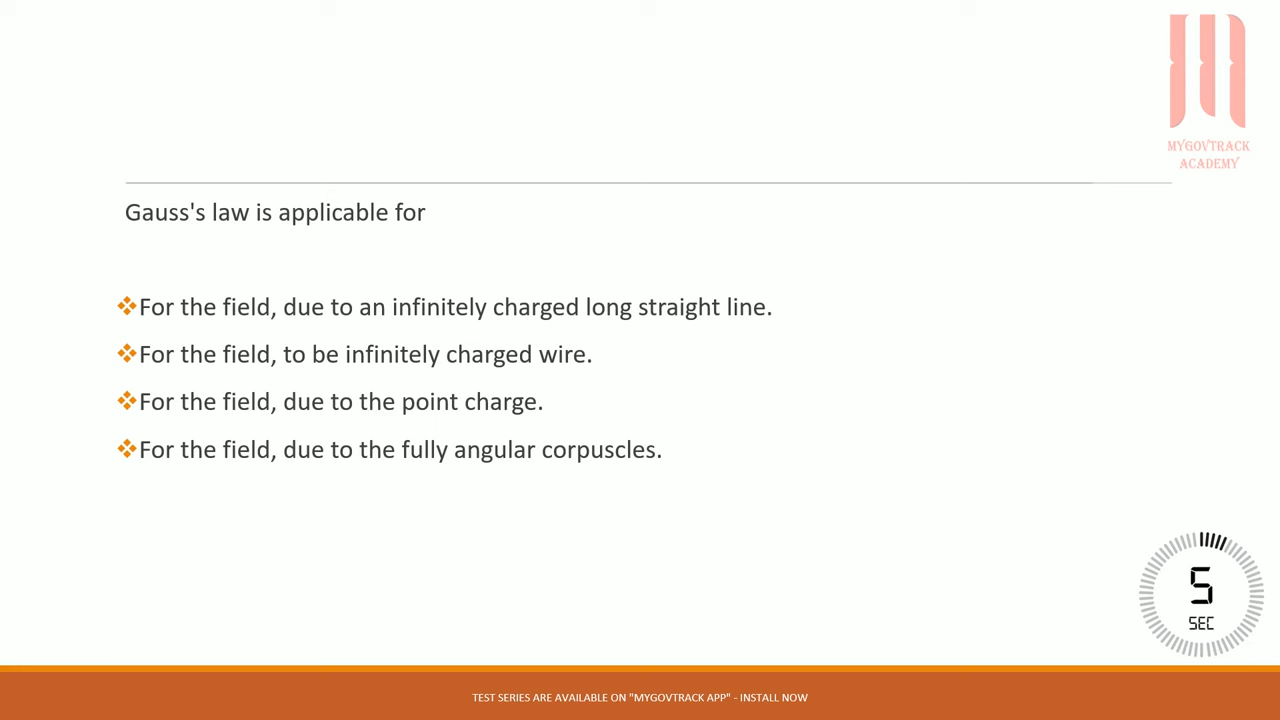 MYGOVTRACK
ACADEMY
Gauss's law is applicable for
❖For the field, due to an infinitely charged long straight line.
❖For the field, to be infinitely charged wire.
❖For the field, due to the point charge.
❖For the field, due to the fully angular corpuscles.
5
SEC
TEST SERIES ARE AVAILABLE ON "MYGOVTRACK APP" - INSTALL NOW